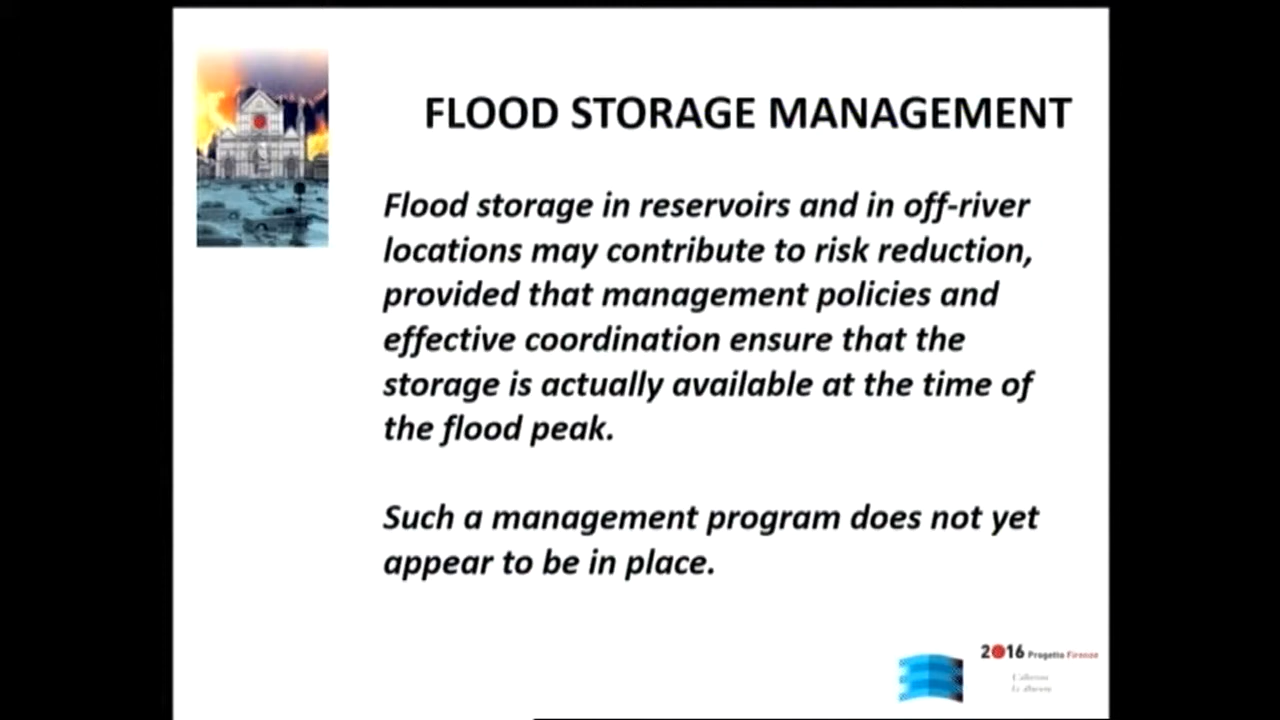 FLOOD STORAGE MANAGEMENT
Flood storage in reservoirs and in off-river
locations may contribute to risk reduction,
provided that management policies and
effective coordination ensure that the
storage is actually available at the time of
the flood peak.
Such a management program does not yet
appear to be in place.
2016 Progetto Firenze